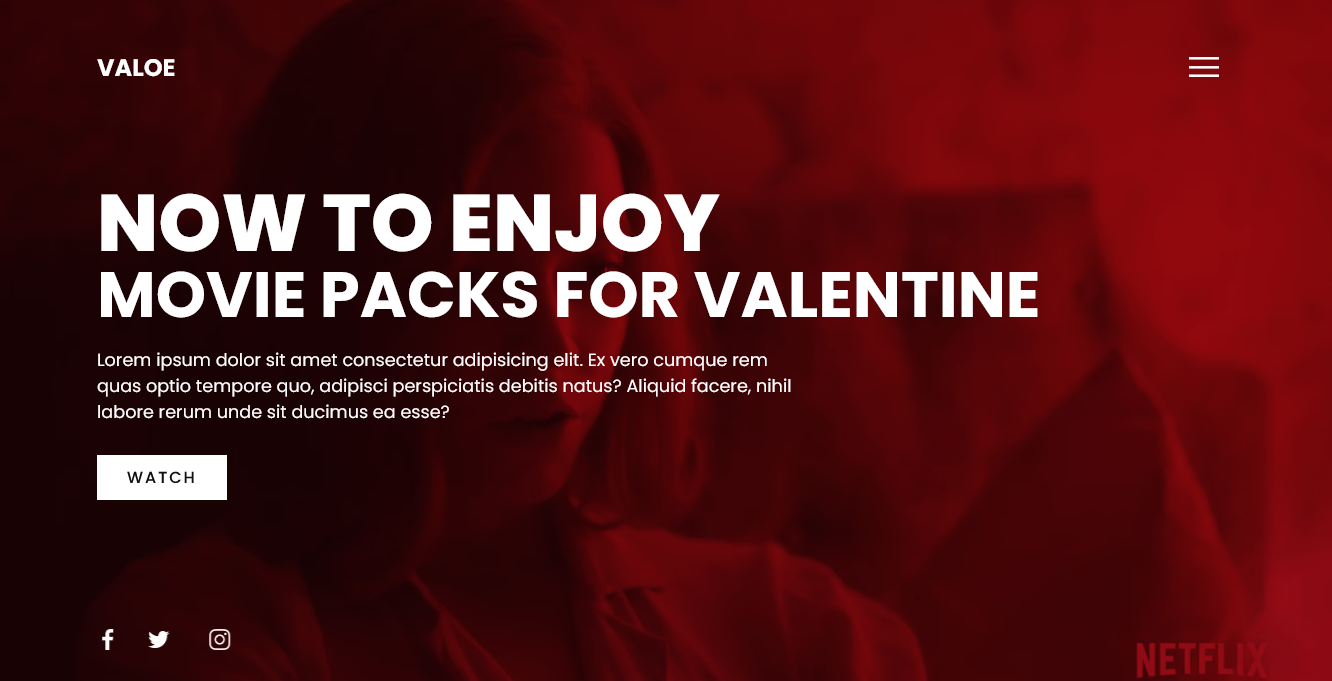 VALOE
NOW TO ENJOY
MOVIE PACKS FOR VALENTINE
Lorem ipsum dolor sit amet consectetur adipisicing elit. Ex vero cumque rem
quas optio tempore quo, adipisci perspiciatis debitis natus? Aliquid facere, nihil
labore rerum unde sit ducimus ea esse?
WATCH
NETFLIX